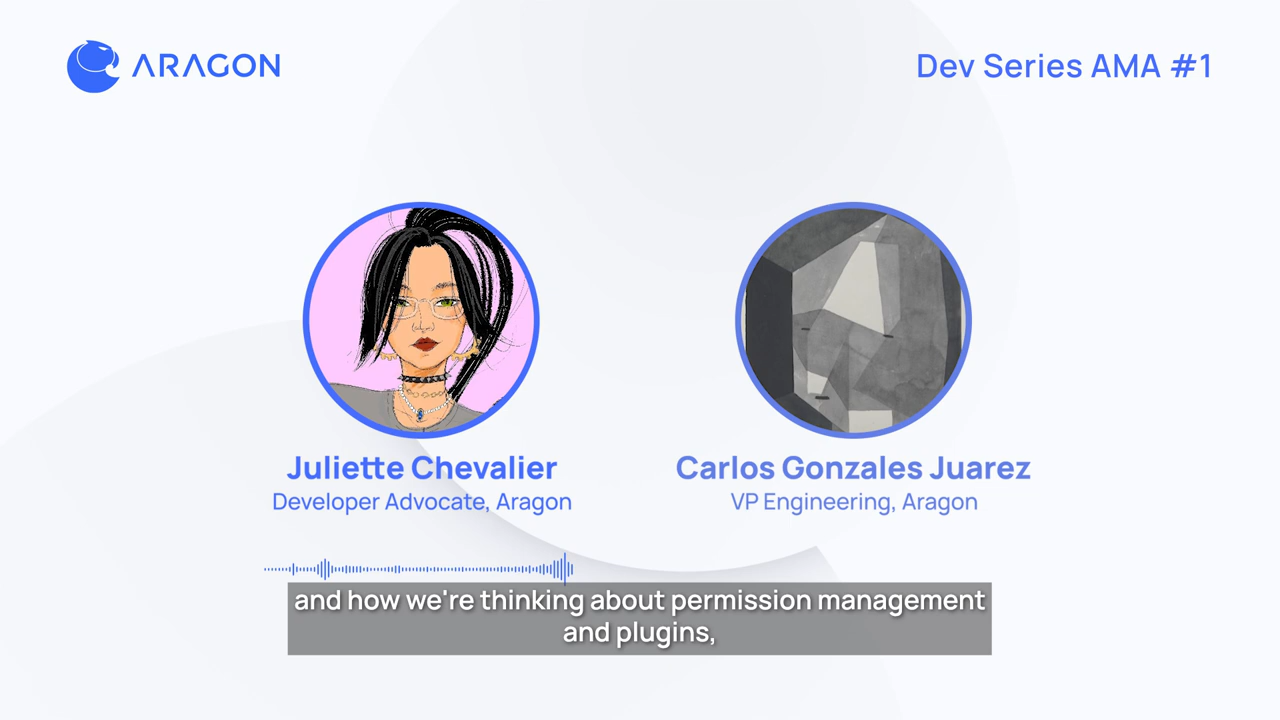 ARAGON
Dev Series AMA #1
Juliette Chevalier
Developer Advocate, Aragon
Carlos Gonzales Juarez
VP Engineering, Aragon
and how we're thinking about permission management
and plugins,